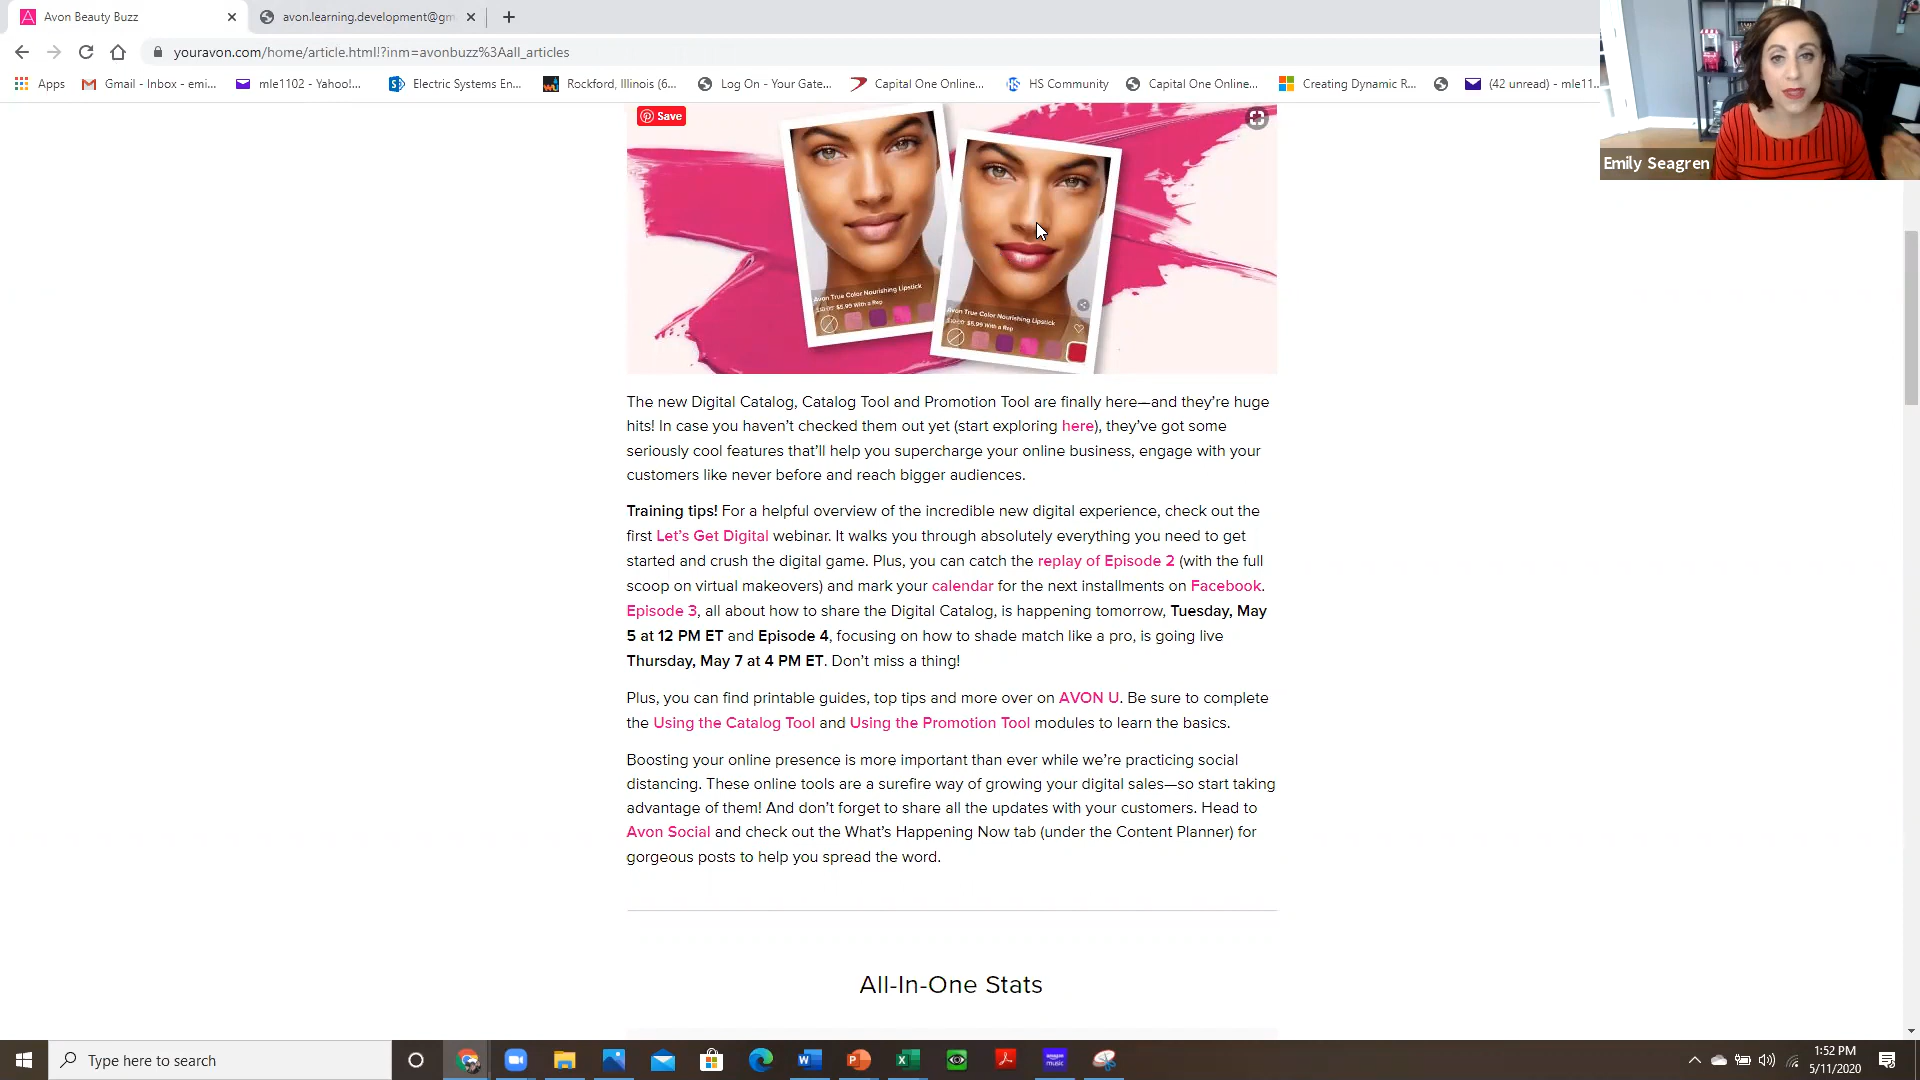 Avon Beauty Buzz
avon.learning.development@gm
youravon.com/home/article.html!?inm=avonbuzz%3Aall_articles
Apps
Gmail - Inbox - emi...
mle1102 - Yahoo!...
Electric Systems En...
Rockford, Illinois (6...
Log On - Your Gate...
Capital One Online...
HS Community
Capital One Online...
Creating Dynamic R...
(42 unread) - mle11...
Emily Seagren
Save
Avon True Color Nourishing Lipstick
$5.99 With a Rep
Avon True Color Nourishing Lipstick
$5.99 With a Rep
The new Digital Catalog, Catalog Tool and Promotion Tool are finally here—and they're huge
hits! In case you haven't checked them out yet (start exploring here), they've got some
seriously cool features that'll help you supercharge your online business, engage with your
customers like never before and reach bigger audiences.
Training tips! For a helpful overview of the incredible new digital experience, check out the
first Let's Get Digital webinar. It walks you through absolutely everything you need to get
started and crush the digital game. Plus, you can catch the replay of Episode 2 (with the full
scoop on virtual makeovers) and mark your calendar for the next installments on Facebook.
Episode 3, all about how to share the Digital Catalog, is happening tomorrow, Tuesday, May
5 at 12 PM ET and Episode 4, focusing on how to shade match like a pro, is going live
Thursday, May 7 at 4 PM ET. Don't miss a thing!
Plus, you can find printable guides, top tips and more over on AVON U. Be sure to complete
the Using the Catalog Tool and Using the Promotion Tool modules to learn the basics.
Boosting your online presence is more important than ever while we're practicing social
distancing. These online tools are a surefire way of growing your digital sales—so start taking
advantage of them! And don't forget to share all the updates with your customers. Head to
Avon Social and check out the What's Happening Now tab (under the Content Planner) for
gorgeous posts to help you spread the word.
All-In-One Stats
Type here to search
amazon
music
1:52 PM
5/11/2020